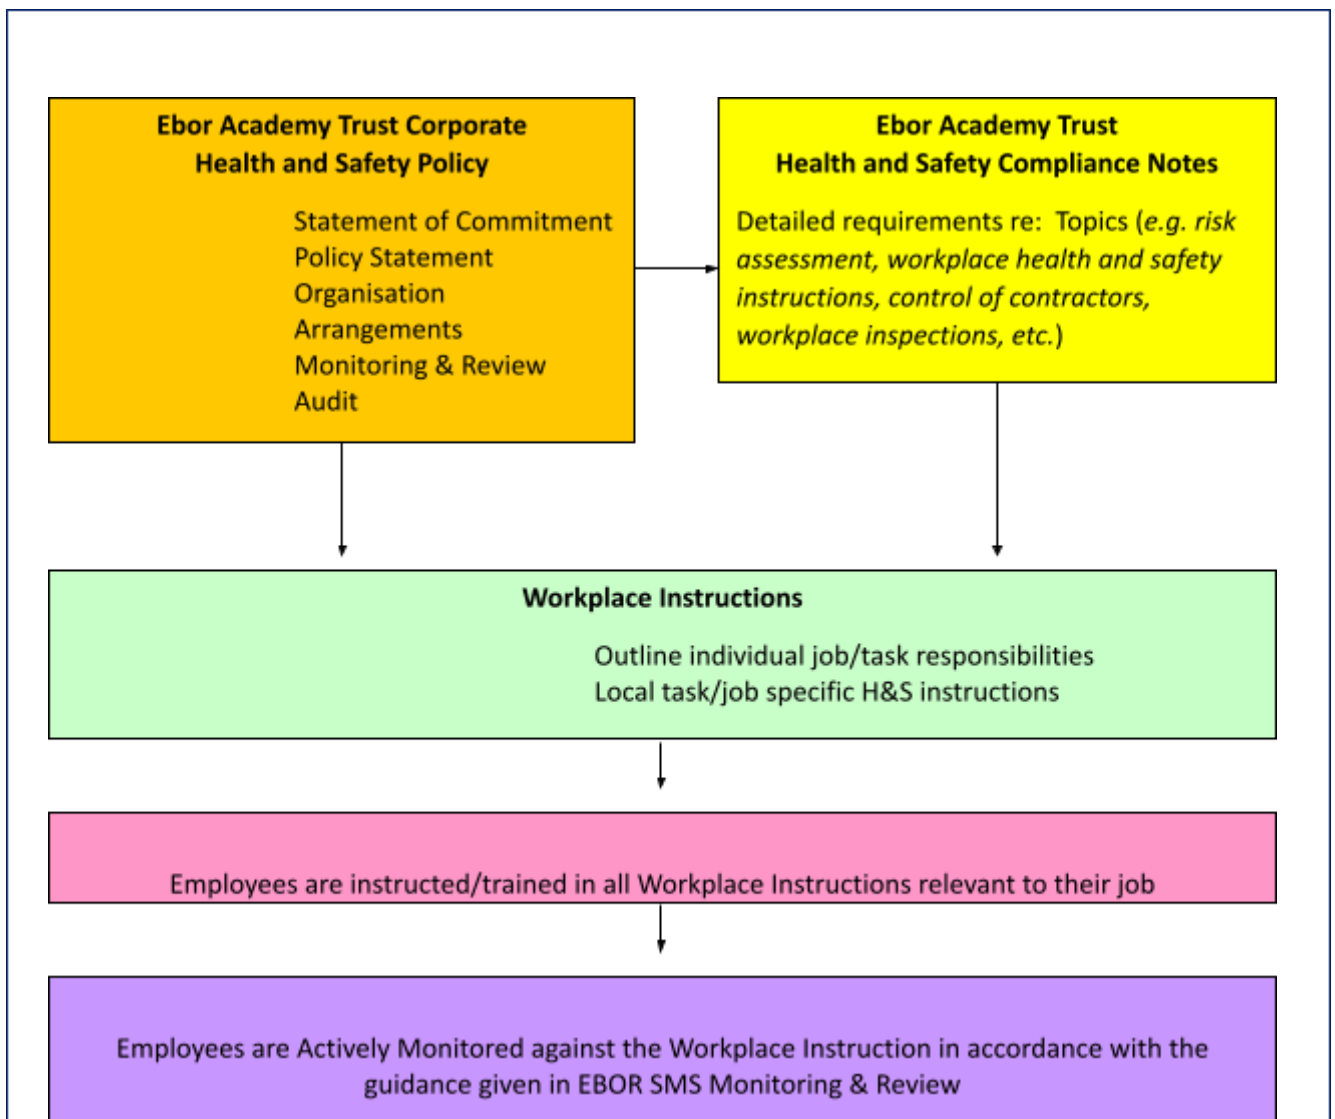 Ebor Academy Trust Corporate
Health and Safety Policy
Statement of Commitment
Policy Statement
Organisation
Arrangements
Monitoring & Review
Audit
Ebor Academy Trust
Health and Safety Compliance Notes
Detailed requirements re:  Topics (e.g. risk
assessment, workplace health and safety
instructions, control of contractors,
workplace inspections, etc.)
Workplace Instructions
Outline individual job/task responsibilities
Local task/job specific H&S instructions
Employees are instructed/trained in all Workplace Instructions relevant to their job
Employees are Actively Monitored against the Workplace Instruction in accordance with the
guidance given in EBOR SMS Monitoring & Review